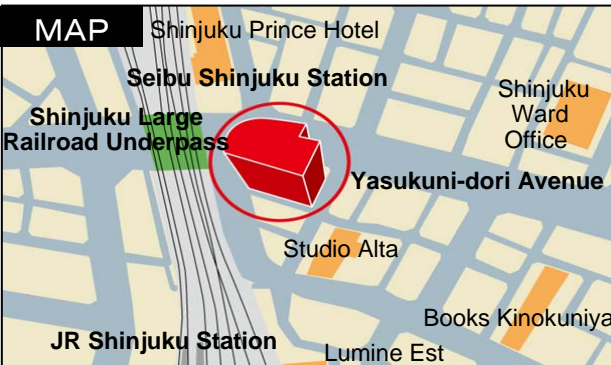 MAP
Shinjuku Prince Hotel
Seibu Shinjuku Station
Shinjuku
Ward
Office
Shinjuku Large
Railroad Underpass
Yasukuni-dori Avenue
Studio Alta
Books Kinokuniya
JR Shinjuku Station
Lumine Est